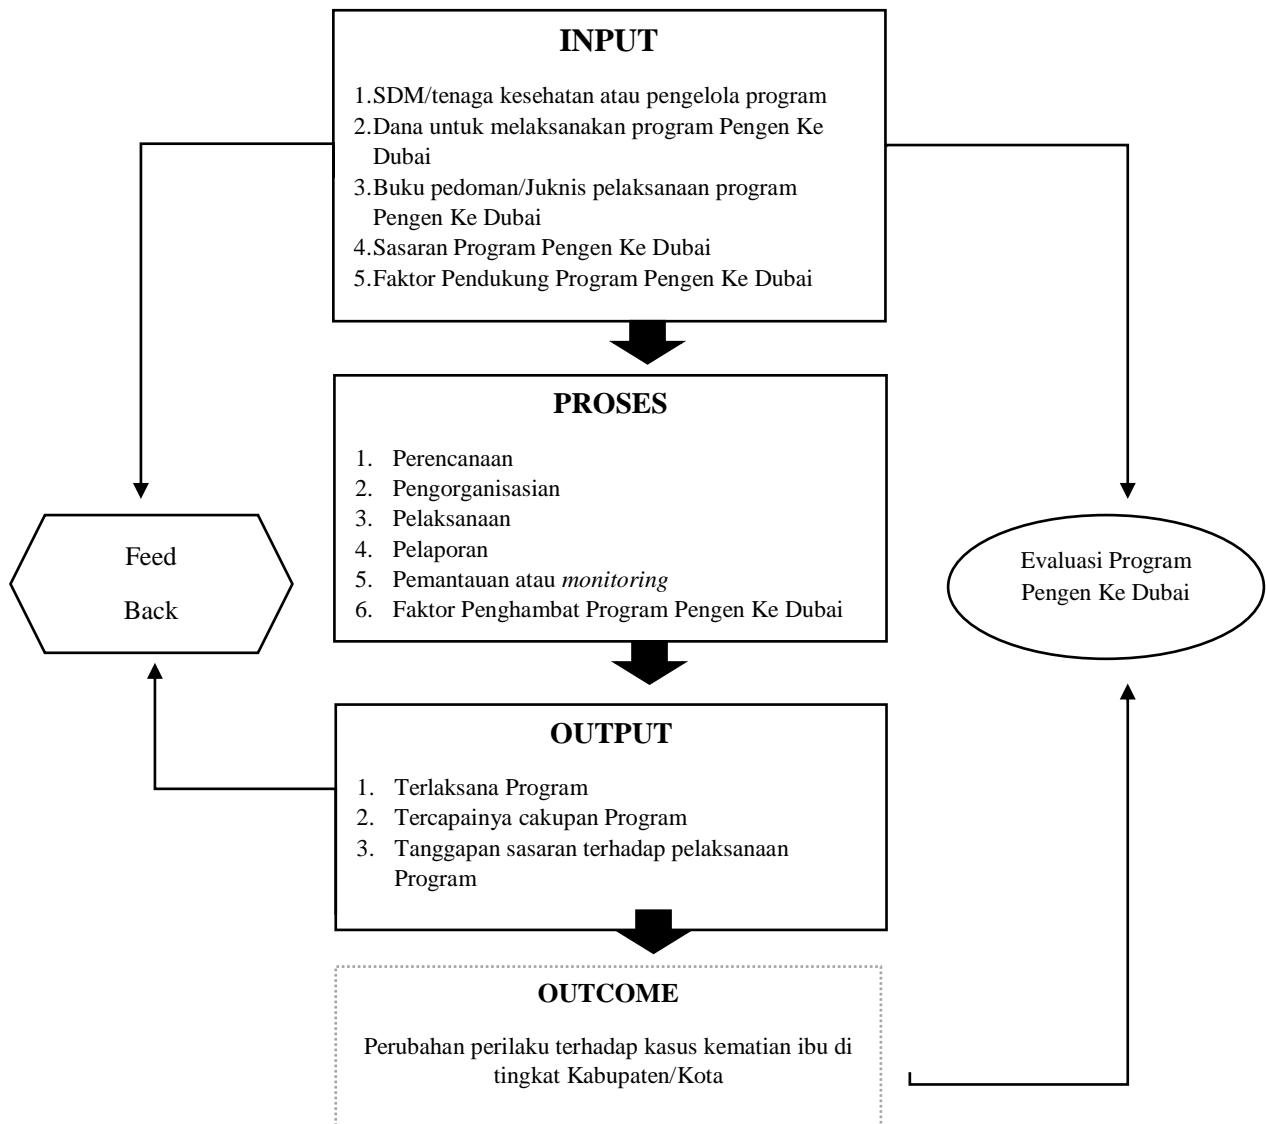 INPUT
1.SDM/tenaga kesehatan atau pengelola program
2.Dana untuk melaksanakan program Pengen Ke
Dubai
3.Buku pedoman/Juknis pelaksanaan program
Pengen Ke Dubai
4.Sasaran Program Pengen Ke Dubai
5.Faktor Pendukung Program Pengen Ke Dubai
PROSES
1. Perencanaan
2. Pengorganisasian
3. Pelaksanaan
4. Pelaporan
5. Pemantauan atau monitoring
6. Faktor Penghambat Program Pengen Ke Dubai
Feed
Back
Evaluasi Program
Pengen Ke Dubai
OUTPUT
1. Terlaksana Program
2. Tercapainya cakupan Program
3. Tanggapan sasaran terhadap pelaksanaan
Program
OUTCOME
Perubahan perilaku terhadap kasus kematian ibu di
tingkat Kabupaten/Kota